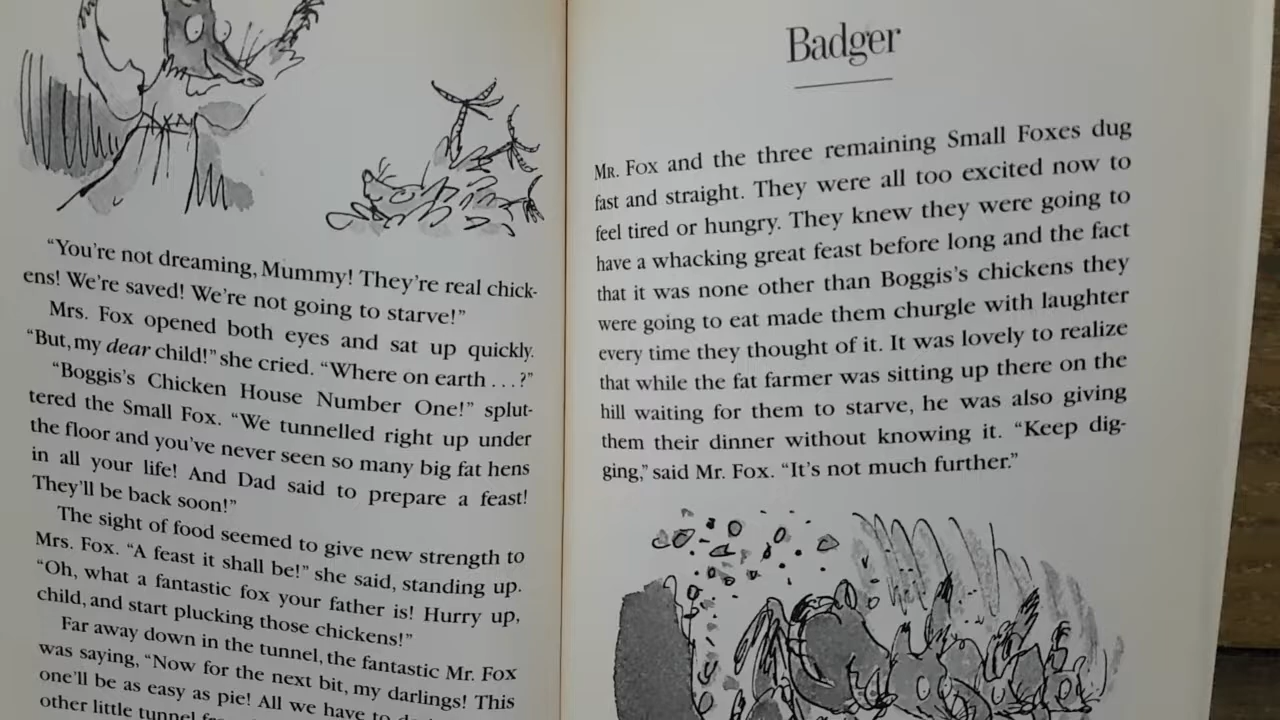 “You’re not dreaming, Mummy! They’re real chick-
ens! We’re saved! We’re not going to starve!”
Mrs. Fox opened both eyes and sat up quickly.
“But, my dear child!” she cried. “Where on earth . . . ?”
“Boggis’s Chicken House Number One!” splut-
tered the Small Fox. “We tunnelled right up under
the floor and you’ve never seen so many big fat hens
in all your life! And Dad said to prepare a feast!
They’ll be back soon!”
The sight of food seemed to give new strength to
Mrs. Fox. “A feast it shall be!” she said, standing up.
“Oh, what a fantastic fox your father is! Hurry up,
child, and start plucking those chickens!”
Far away down in the tunnel, the fantastic Mr. Fox
was saying, “Now for the next bit, my darlings! This
one’ll be as easy as pie! All we have to
other little tunnel
Badger
MR. FOX and the three remaining Small Foxes dug
fast and straight. They were all too excited now to
feel tired or hungry. They knew they were going to
have a whacking great feast before long and the fact
that it was none other than Boggis’s chickens they
were going to eat made them churgle with laughter
every time they thought of it. It was lovely to realize
that while the fat farmer was sitting up there on the
hill waiting for them to starve, he was also giving
them their dinner without knowing it. “Keep dig-
ging,” said Mr. Fox. “It’s not much further.”